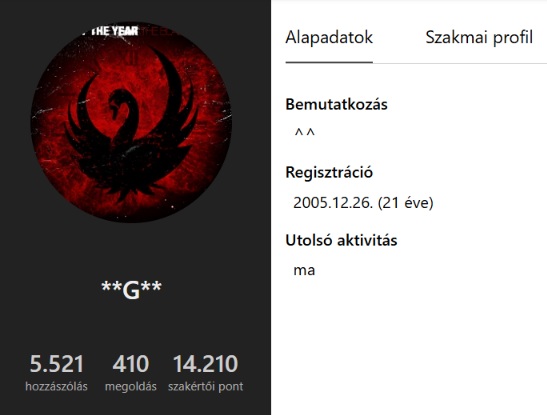 THE YEAR
**G**
5.521
hozzászólás
410
megoldás
14.210
szakértői pont
Alapadatok
Szakmai profil
Bemutatkozás
^ ^
Regisztráció
2005.12.26. (21 éve)
Utolsó aktivitás
ma